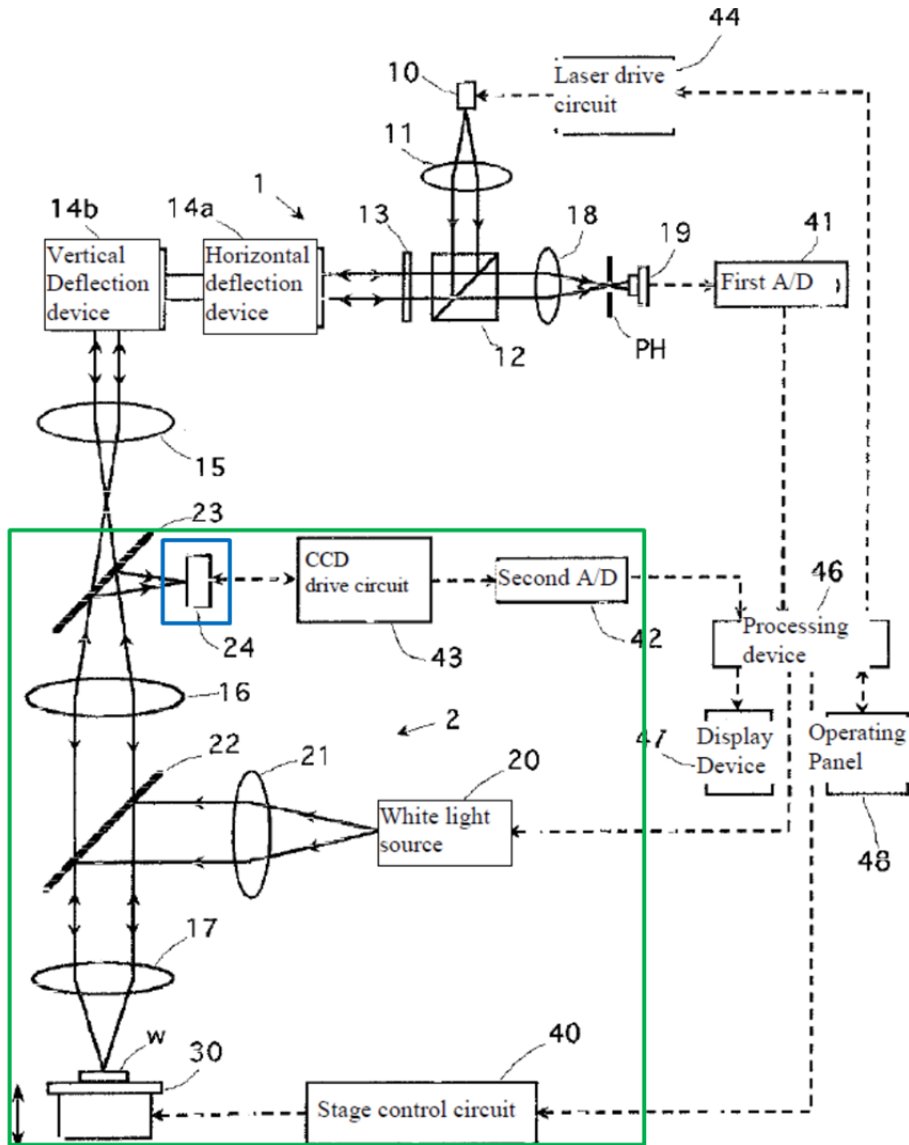 44
10
Laser drive
circuit
11
1
14b
14a
13
18
19
41
Vertical
Deflection
device
Horizontal
deflection
device
First A/D
12
PH
15
23
CCD
drive circuit
Second A/D
46
Processing
device
24
43
42
16
2
22
21
20
47
Display
Device
Operating
Panel
White light
source
48
17
W
30
40
Stage control circuit